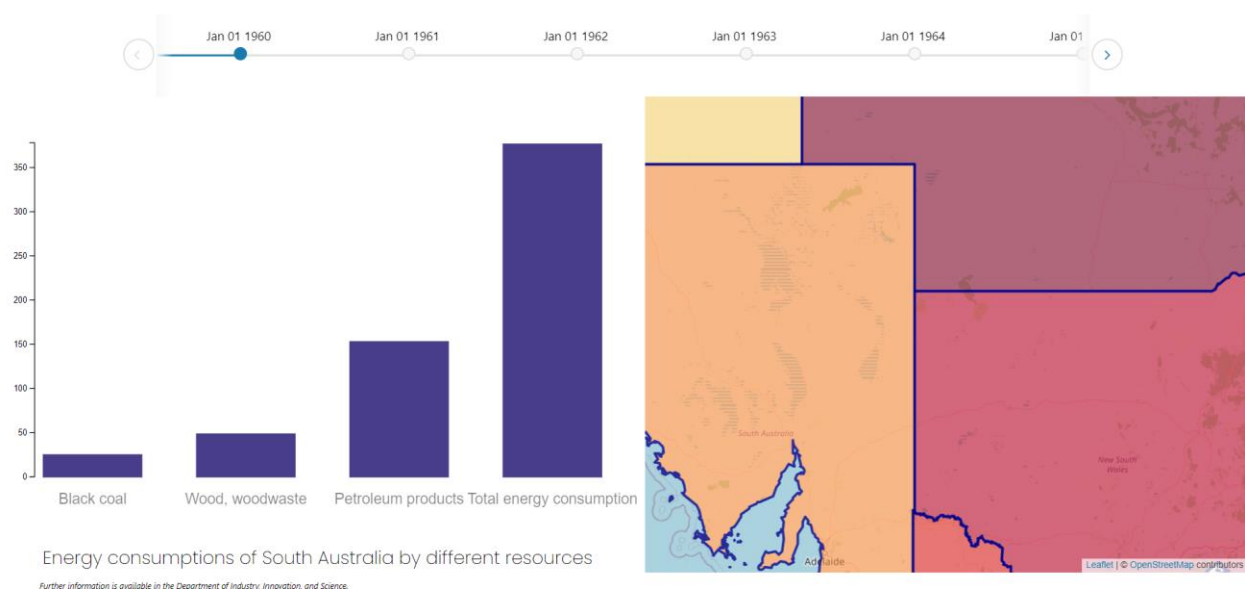 Jan 01 1960
Jan 01 1961
Jan 01 1962
Jan 01 1963
Jan 01 1964
Jan 01
350
300
250
200
150
100
50
0
Black coal
Wood, woodwaste
Petroleum products
Total energy consumption
Energy consumptions of South Australia by different resources
Further information is available in the Department of Industry, Innovation, and Science.
South Australia
New South
Wales
Adelaide
Leaflet | © OpenStreetMap contributors